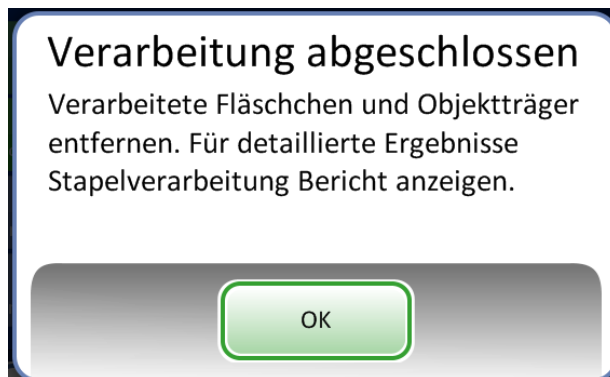 Verarbeitung abgeschlossen
Verarbeitete Fläschchen und Objektträger
entfernen. Für detaillierte Ergebnisse
Stapelverarbeitung Bericht anzeigen.
OK